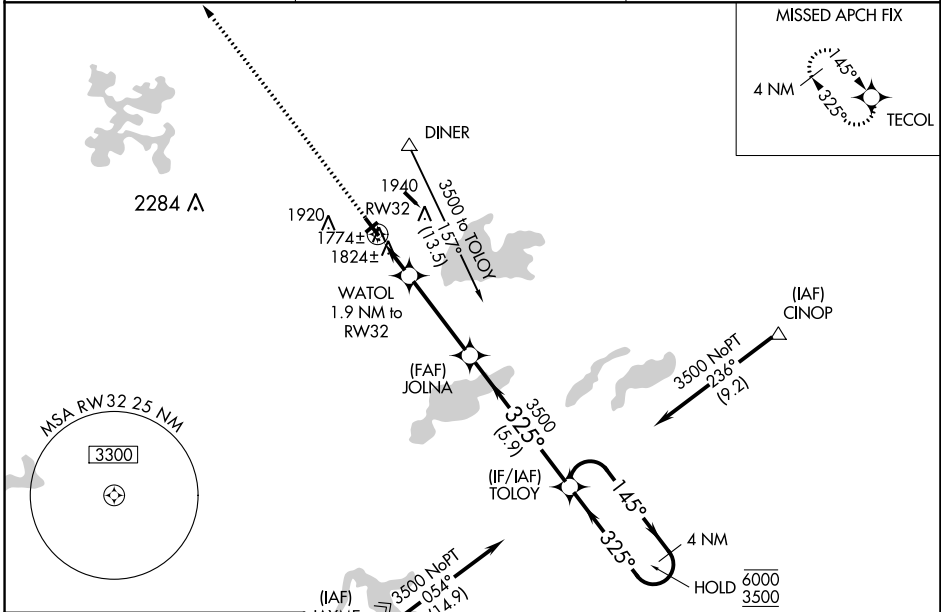 MISSED APCH FIX
145°
4 NM
325°
TECOL
DINER
3500 to TOLOY
157°
(13.5)
2284
1940
1920
RW32
1774±
1824±
WATOL
1.9 NM to
RW32
(IAF)
CINOP
3500 NoPT
236°
(9.2)
(FAF)
JOLNA
3500
325°
(5.9)
MSA RW32 25 NM
3300
(IF/IAF)
TOLOY
145°
325°
4 NM
HOLD
6000
3500
3500 NoPT
054°
(14.9)
(IAF)